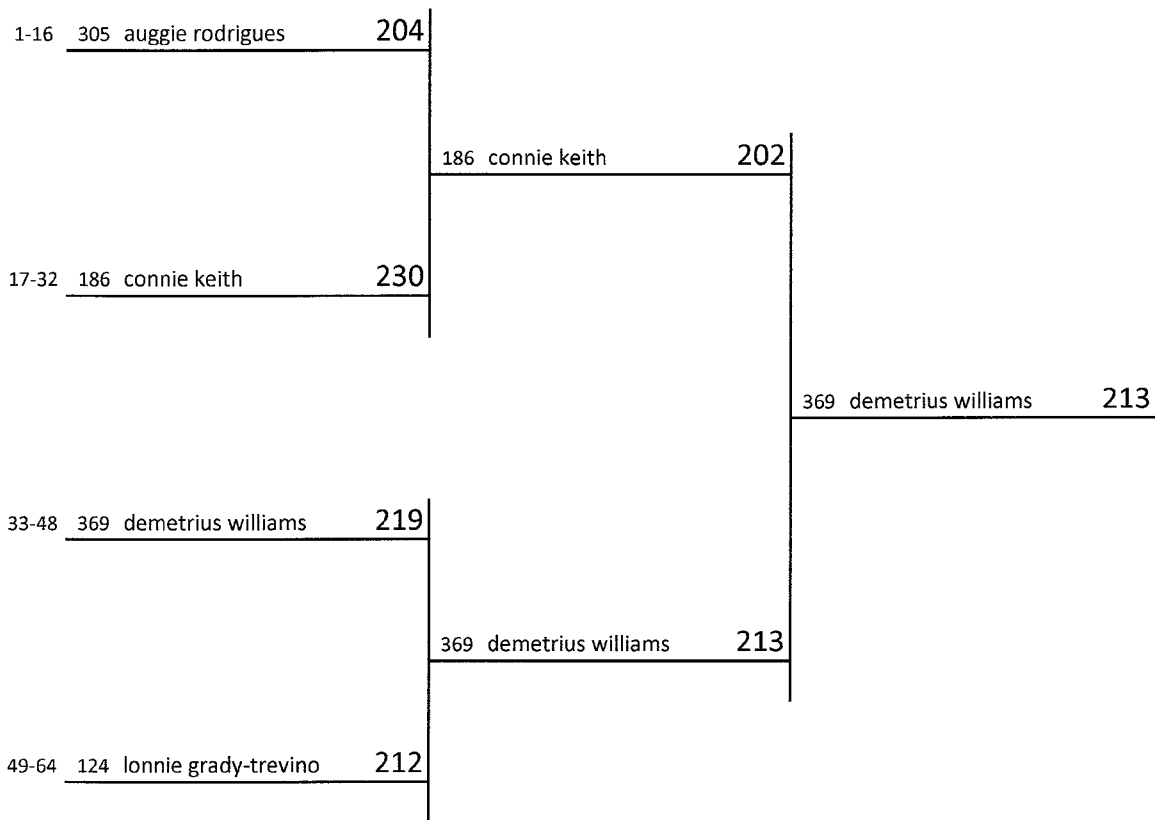 1-16 305 auggie rodrigues 204
186 connie keith 202
17-32 186 connie keith 230
369 demetrius williams 213
33-48 369 demetrius williams 219
369 demetrius williams 213
49-64 124 lonnie grady-trevino 212